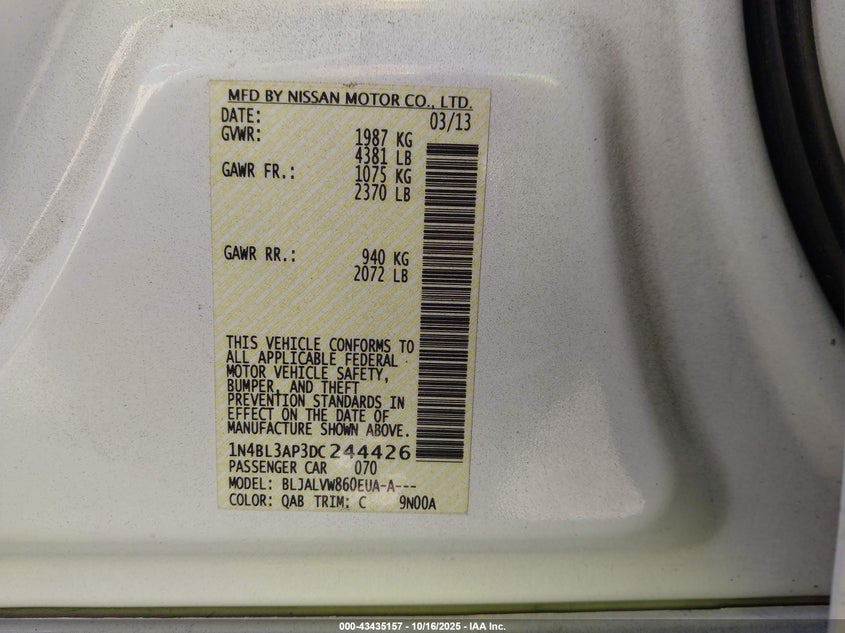 MFD BY NISSAN MOTOR CO., LTD.
DATE: 03/13
GVWR: 1987 KG
4381 LB
GAWR FR.: 1075 KG
2370 LB
GAWR RR.: 940 KG
2072 LB
THIS VEHICLE CONFORMS TO
ALL APPLICABLE FEDERAL
MOTOR VEHICLE SAFETY,
BUMPER, AND THEFT
PREVENTION STANDARDS IN
EFFECT ON THE DATE OF
MANUFACTURE SHOWN ABOVE.
1N4BL3AP3DC244426
PASSENGER CAR 070
MODEL: BLJALVW860EUA-A---
COLOR: QAB TRIM: C 9N00A
000-43435157 - 10/16/2025 - IAA Inc.